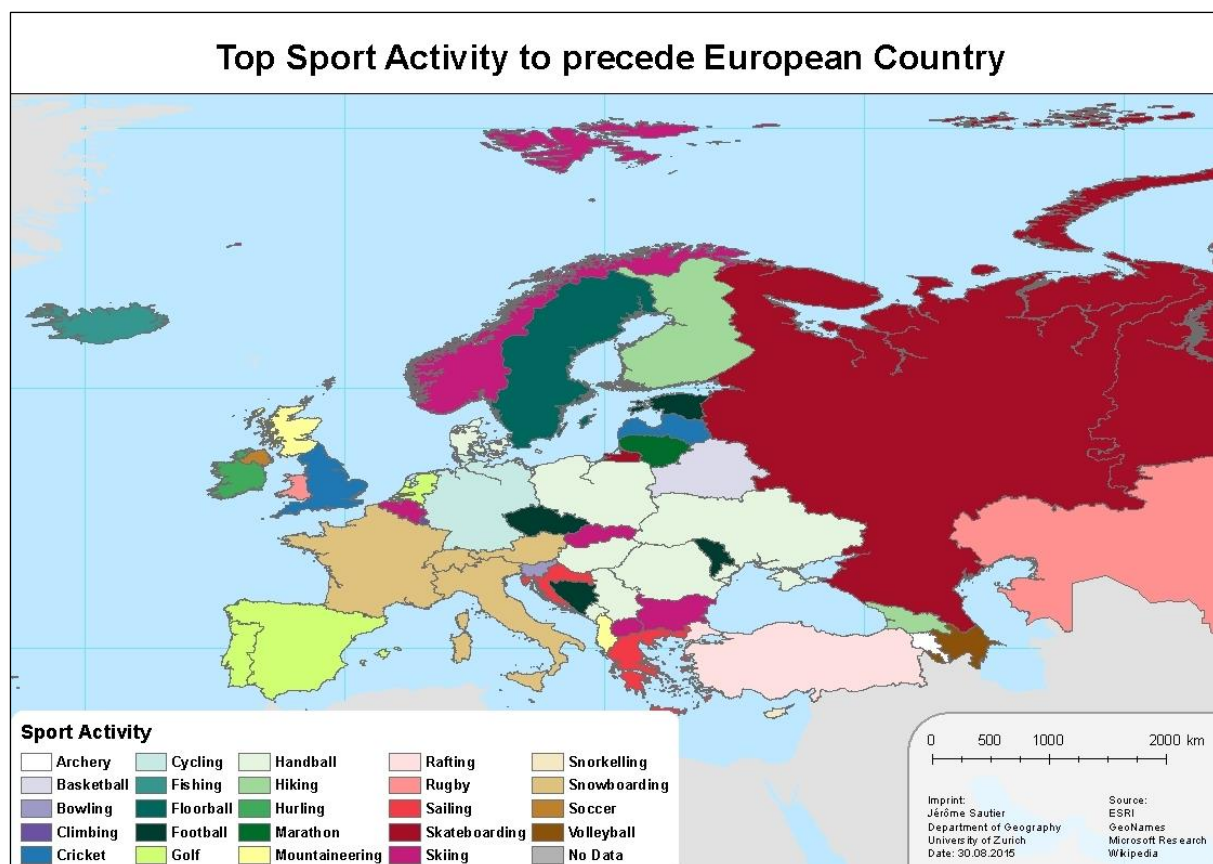 Top Sport Activity to precede European Country
Sport Activity
Archery
Basketball
Bowling
Climbing
Cricket
Cycling
Fishing
Floorball
Football
Golf
Handball
Hiking
Hurling
Marathon
Mountaineering
Rafting
Rugby
Sailing
Skateboarding
Skiing
Snorkelling
Snowboarding
Soccer
Volleyball
No Data
0 500 1000 2000 km
Imprint:
Jérôme Sautier
Department of Geography
University of Zurich
Date: 30.08.2015
Source:
ESRI
GeoNames
Microsoft Research
Wikipedia